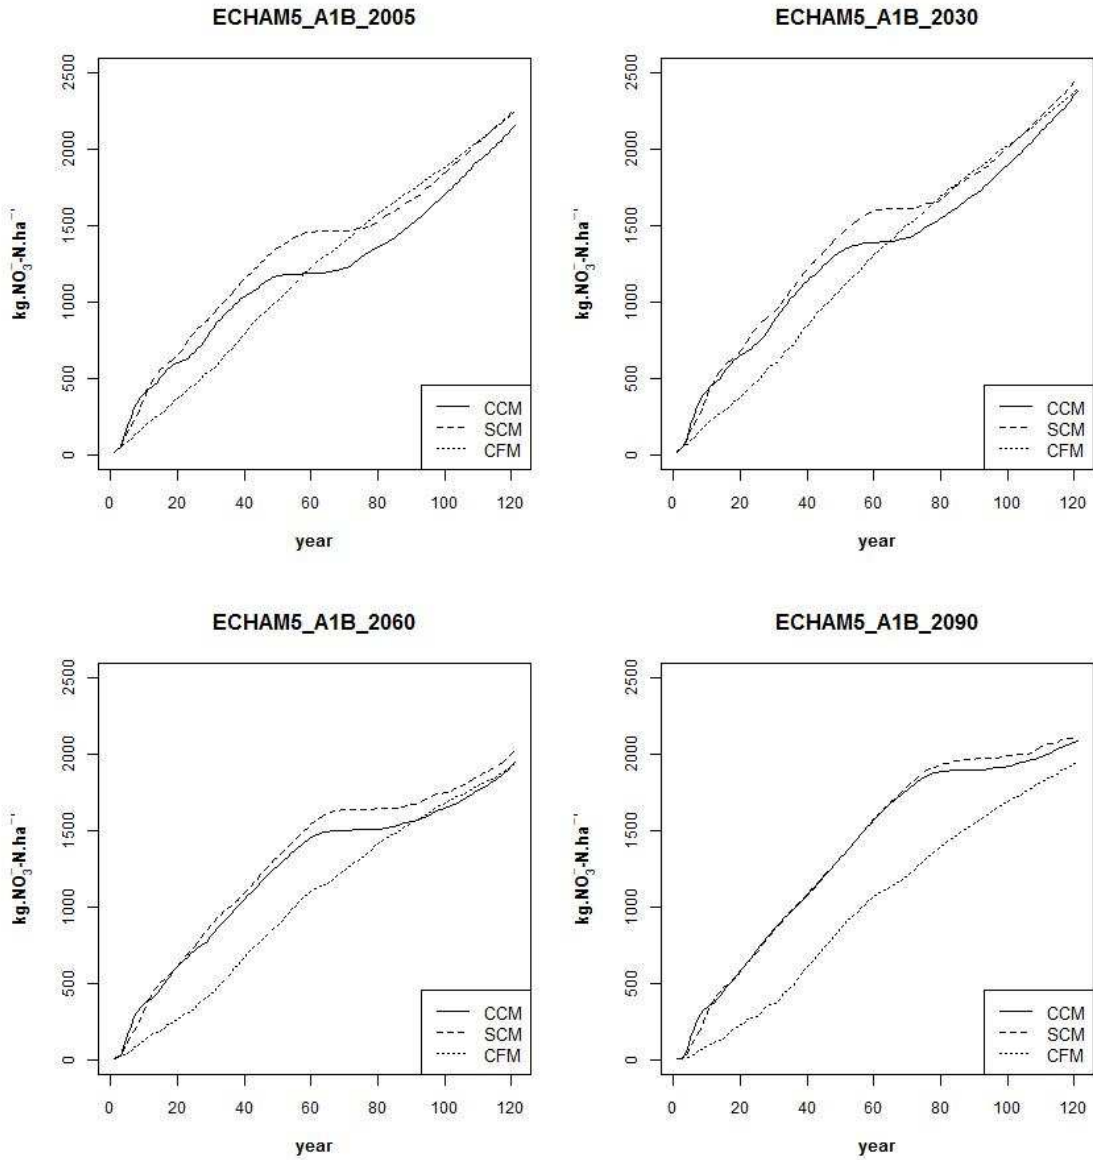 ECHAM5_A1B_2005
kg.NO₃⁻-N.ha⁻¹
2500
2000
1500
1000
500
0
CCM
SCM
CFM
0 20 40 60 80 100 120
year
ECHAM5_A1B_2030
kg.NO₃⁻-N.ha⁻¹
2500
2000
1500
1000
500
0
CCM
SCM
CFM
0 20 40 60 80 100 120
year
ECHAM5_A1B_2060
kg.NO₃⁻-N.ha⁻¹
2500
2000
1500
1000
500
0
CCM
SCM
CFM
0 20 40 60 80 100 120
year
ECHAM5_A1B_2090
kg.NO₃⁻-N.ha⁻¹
2500
2000
1500
1000
500
0
CCM
SCM
CFM
0 20 40 60 80 100 120
year